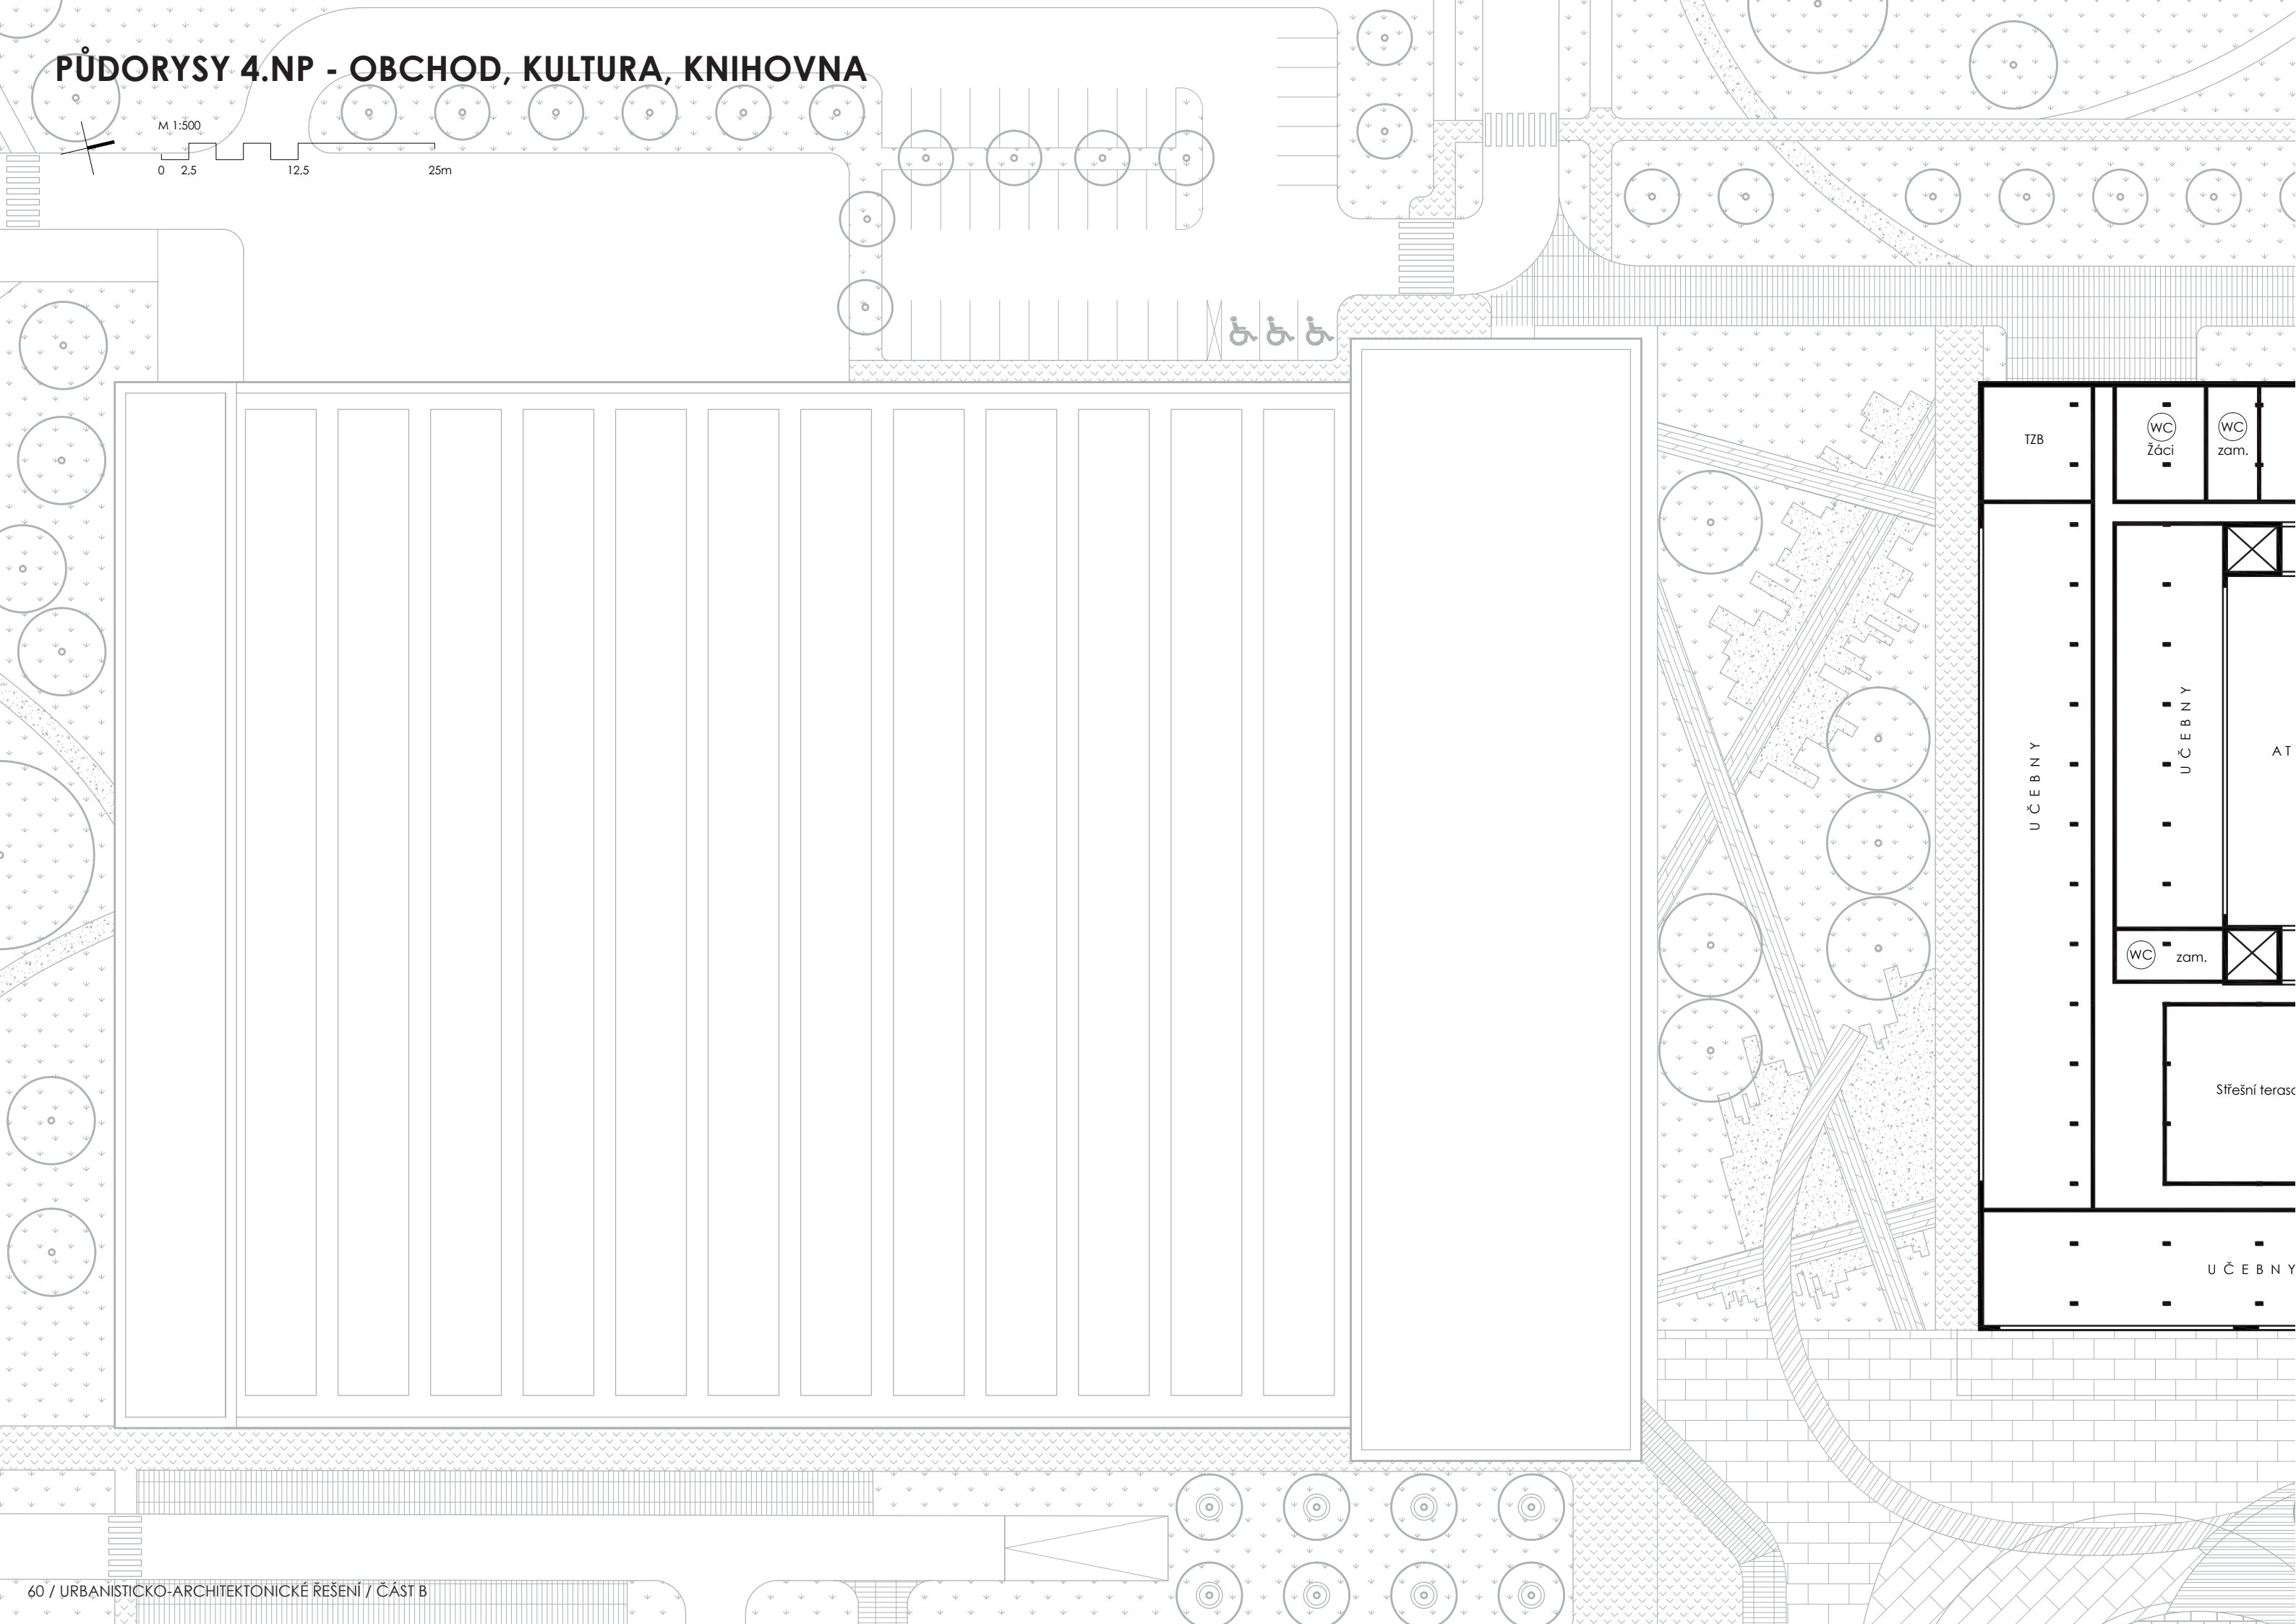 PŮDORYSY 4.NP - OBCHOD, KULTURA, KNIHOVNA
M 1:500
0 2,5 12,5 25m
TZB
WC
Žáci
WC
zam.
UČEBNY
UČEBNY
AT
WC zam.
Střešní teras
UČEBNY
60 / URBANISTICKO-ARCHITEKTONICKÉ ŘEŠENÍ / ČÁST B